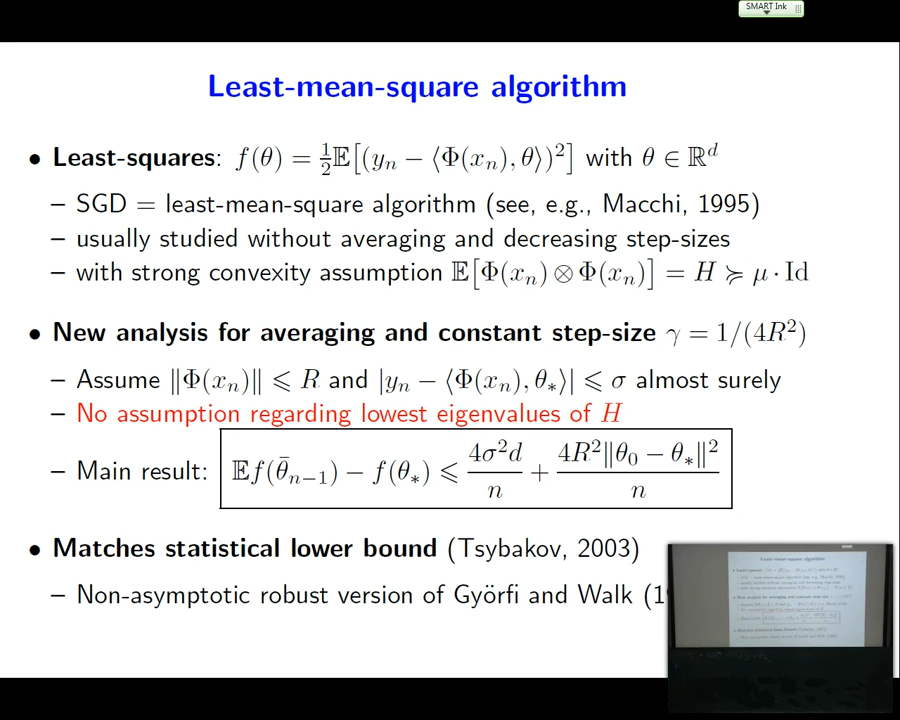 SMART Ink
Least-mean-square algorithm
• Least-squares: f(θ) = ½𝔼[(yₙ − ⟨Φ(xₙ), θ⟩)²] with θ ∈ ℝᵈ
– SGD = least-mean-square algorithm (see, e.g., Macchi, 1995)
– usually studied without averaging and decreasing step-sizes
– with strong convexity assumption 𝔼[Φ(xₙ) ⊗ Φ(xₙ)] = H ≽ μ · Id
• New analysis for averaging and constant step-size γ = 1/(4R²)
– Assume ‖Φ(xₙ)‖ ⩽ R and |yₙ − ⟨Φ(xₙ), θ∗⟩| ⩽ σ almost surely
– No assumption regarding lowest eigenvalues of H
– Main result: 𝔼f(θ̄ₙ₋₁) − f(θ∗) ⩽ 4σ²d/n + 4R²‖θ₀ − θ∗‖²/n
• Matches statistical lower bound (Tsybakov, 2003)
– Non-asymptotic robust version of Györfi and Walk (1